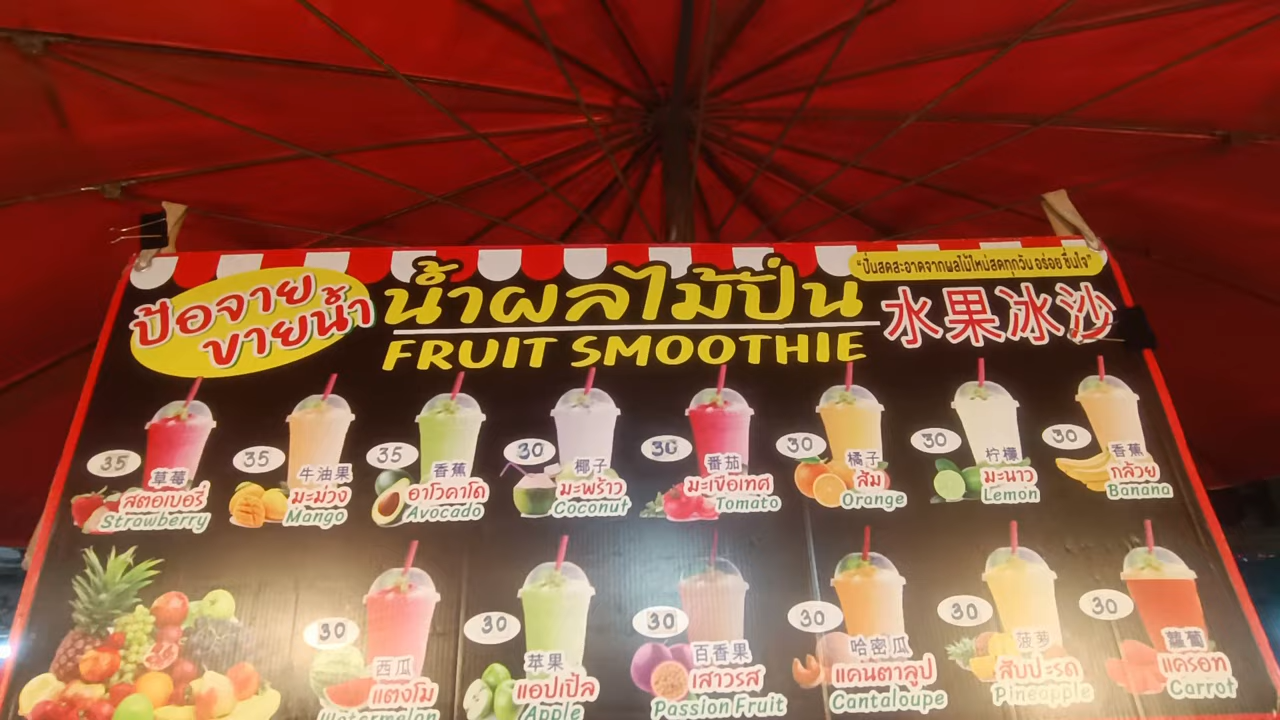 "ปั่นสดสะอาดจากผลไม้ใหม่สดทุกวัน อร่อย ชื่นใจ"
ป้อจาย
ขายน้ำ
น้ำผลไม้ปั่น
FRUIT SMOOTHIE
水果冰沙
35
草莓
สตอเบอรี่
Strawberry
35
牛油果
มะม่วง
Mango
35
香蕉
อาโวคาโด
Avocado
30
椰子
มะพร้าว
Coconut
30
番茄
มะเขือเทศ
Tomato
30
橘子
ส้ม
Orange
30
柠檬
มะนาว
Lemon
30
香蕉
กล้วย
Banana
30
西瓜
แตงโม
Watermelon
30
苹果
แอปเปิ้ล
Apple
30
百香果
เสาวรส
Passion Fruit
30
哈密瓜
แคนตาลูป
Cantaloupe
30
菠萝
สับปะรด
Pineapple
30
蘿蔔
แครอท
Carrot